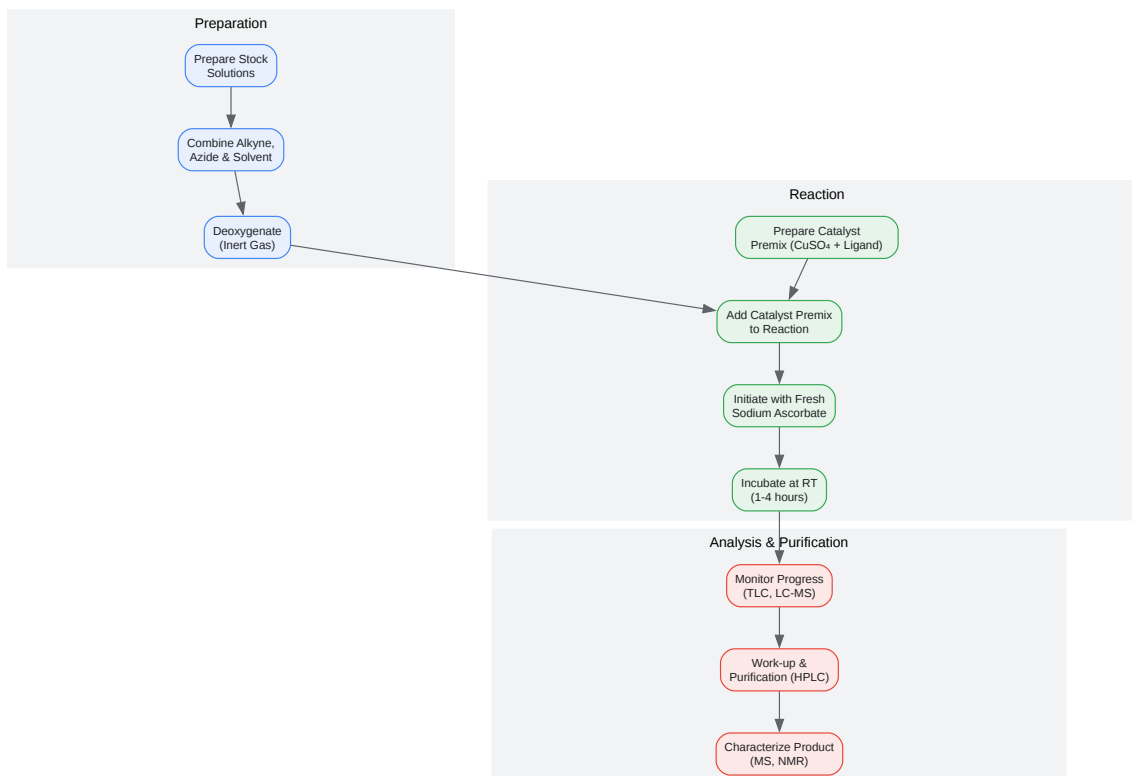 Preparation
Prepare Stock
Solutions
Combine Alkyne,
Azide & Solvent
Deoxygenate
(Inert Gas)
Reaction
Prepare Catalyst
Premix (CuSO₄ + Ligand)
Add Catalyst Premix
to Reaction
Initiate with Fresh
Sodium Ascorbate
Incubate at RT
(1-4 hours)
Analysis & Purification
Monitor Progress
(TLC, LC-MS)
Work-up &
Purification (HPLC)
Characterize Product
(MS, NMR)